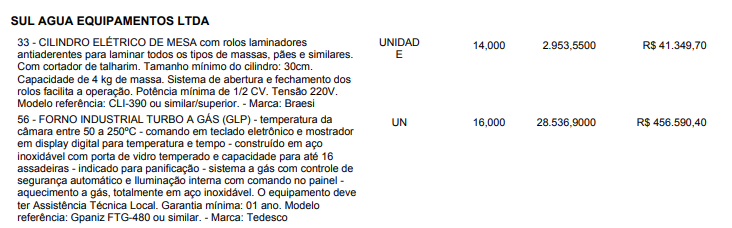 SUL AGUA EQUIPAMENTOS LTDA
33 - CILINDRO ELÉTRICO DE MESA com rolos laminadores UNIDAD 14,000 2.953,5500 R$ 41.349,70
antiaderentes para laminar todos os tipos de massas, pães e similares. E
Com cortador de talharim. Tamanho mínimo do cilindro: 30cm.
Capacidade de 4 kg de massa. Sistema de abertura e fechamento dos
rolos facilita a operação. Potência mínima de 1/2 CV. Tensão 220V.
Modelo referência: CLI-390 ou similar/superior. - Marca: Braesi
56 - FORNO INDUSTRIAL TURBO A GÁS (GLP) - temperatura da UN 16,000 28.536,9000 R$ 456.590,40
câmara entre 50 a 250ºC - comando em teclado eletrônico e mostrador
em display digital para temperatura e tempo - construído em aço
inoxidável com porta de vidro temperado e capacidade para até 16
assadeiras - indicado para panificação - sistema a gás com controle de
segurança automático e Iluminação interna com comando no painel -
aquecimento a gás, totalmente em aço inoxidável. O equipamento deve
ter Assistência Técnica Local. Garantia mínima: 01 ano. Modelo
referência: Gpaniz FTG-480 ou similar. - Marca: Tedesco